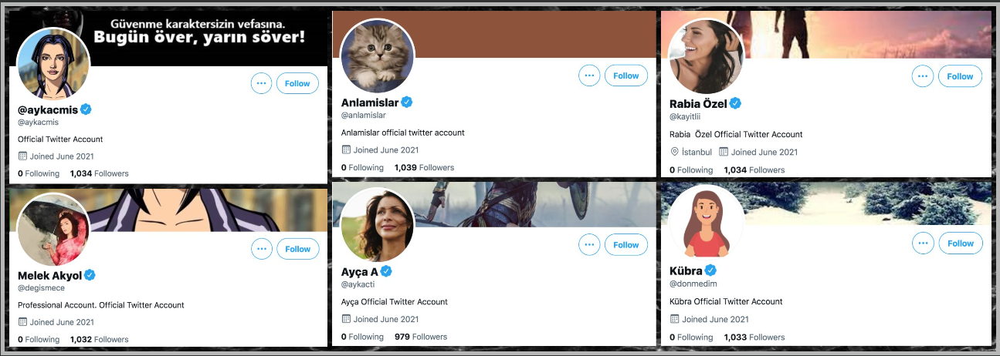 Güvenme karaktersizin vefasına.
Bugün över, yarın söver!
Follow
@aykacmis
@aykacmis
Official Twitter Account
Joined June 2021
0 Following 1,034 Followers
Follow
Anlamislar
@anlamislar
Anlamislar official twitter account
Joined June 2021
0 Following 1,039 Followers
Follow
Rabia Özel
@kayitlii
Rabia Özel Official Twitter Account
İstanbul Joined June 2021
0 Following 1,034 Followers
Follow
Melek Akyol
@degismece
Professional Account. Official Twitter Account
Joined June 2021
0 Following 1,032 Followers
Follow
Ayça A
@aykacti
Ayça Official Twitter Account
Joined June 2021
0 Following 979 Followers
Follow
Kübra
@donmedim
Kübra Official Twitter Account
Joined June 2021
0 Following 1,033 Followers